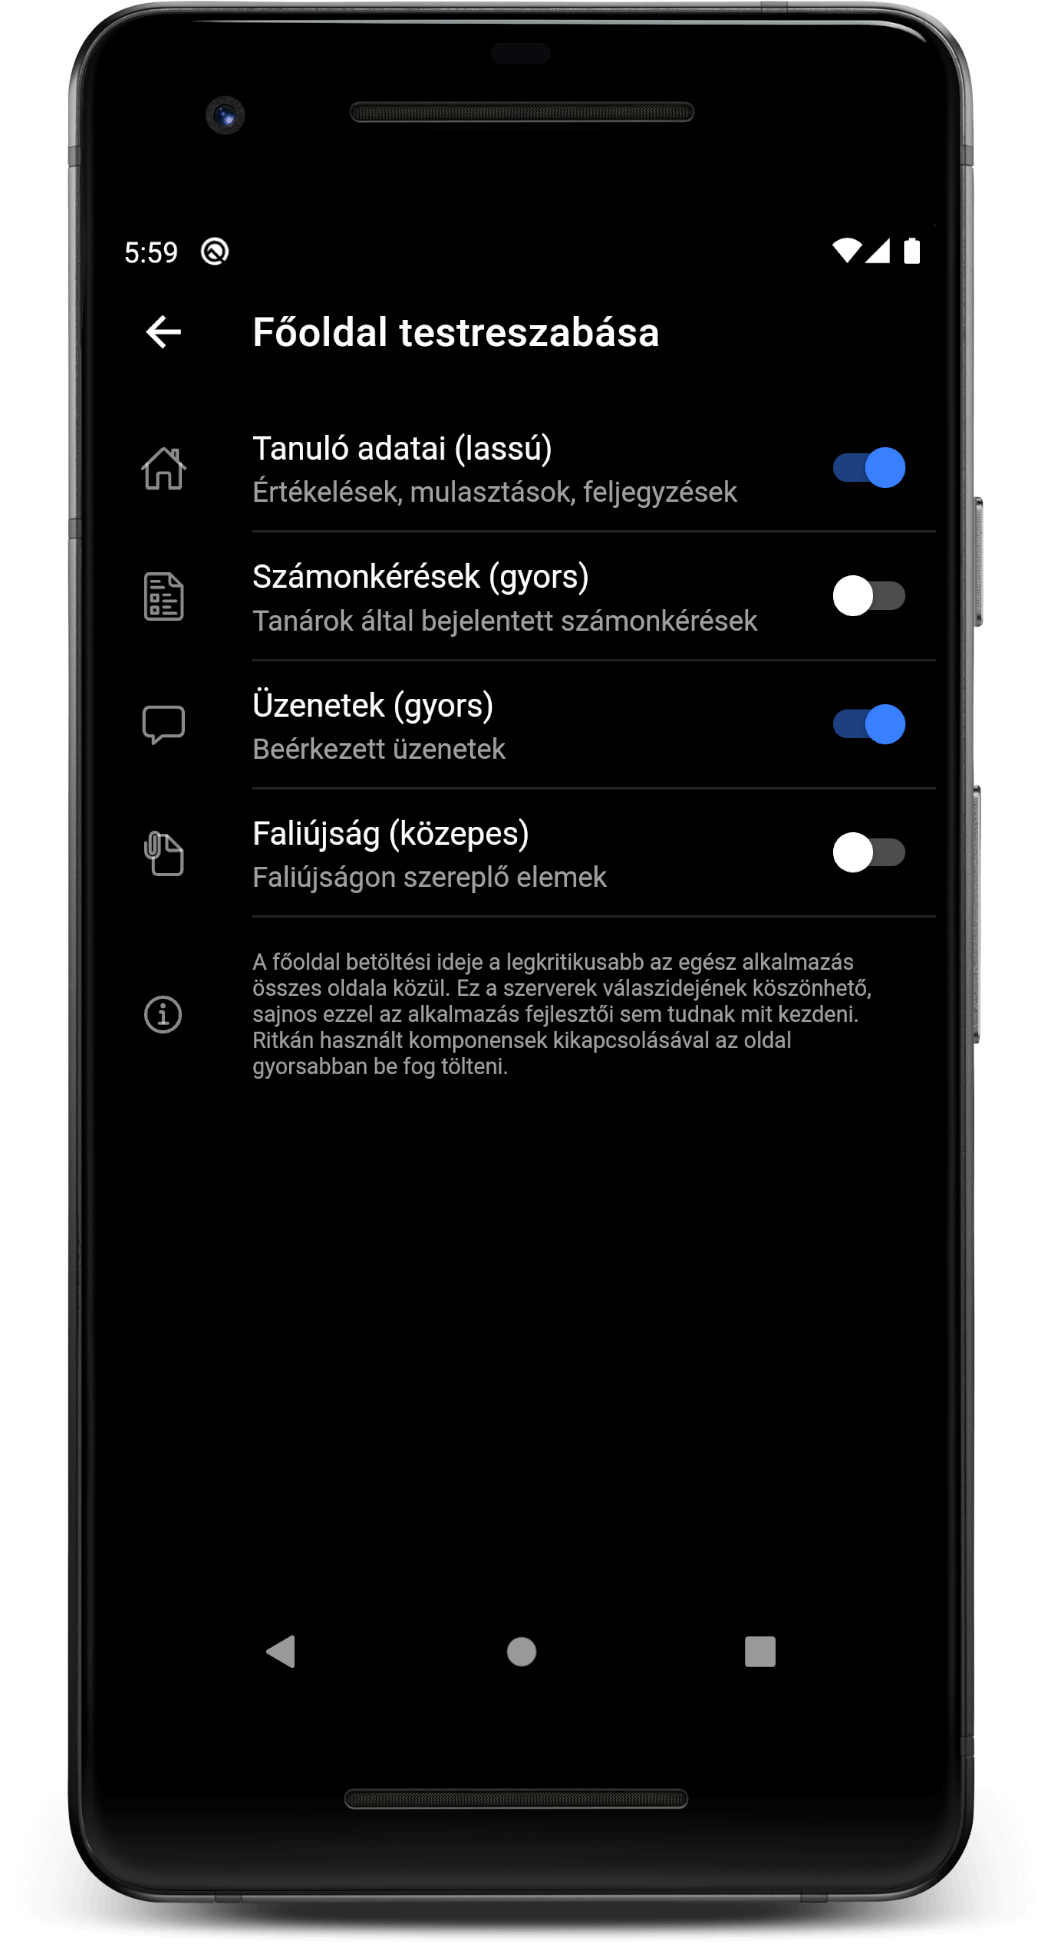 5:59
Főoldal testreszabása
Tanuló adatai (lassú)
Értékelések, mulasztások, feljegyzések
Számonkérések (gyors)
Tanárok által bejelentett számonkérések
Üzenetek (gyors)
Beérkezett üzenetek
Faliújság (közepes)
Faliújságon szereplő elemek
A főoldal betöltési ideje a legkritikusabb az egész alkalmazás
összes oldala közül. Ez a szerverek válaszidejének köszönhető,
sajnos ezzel az alkalmazás fejlesztői sem tudnak mit kezdeni.
Ritkán használt komponensek kikapcsolásával az oldal
gyorsabban be fog tölteni.